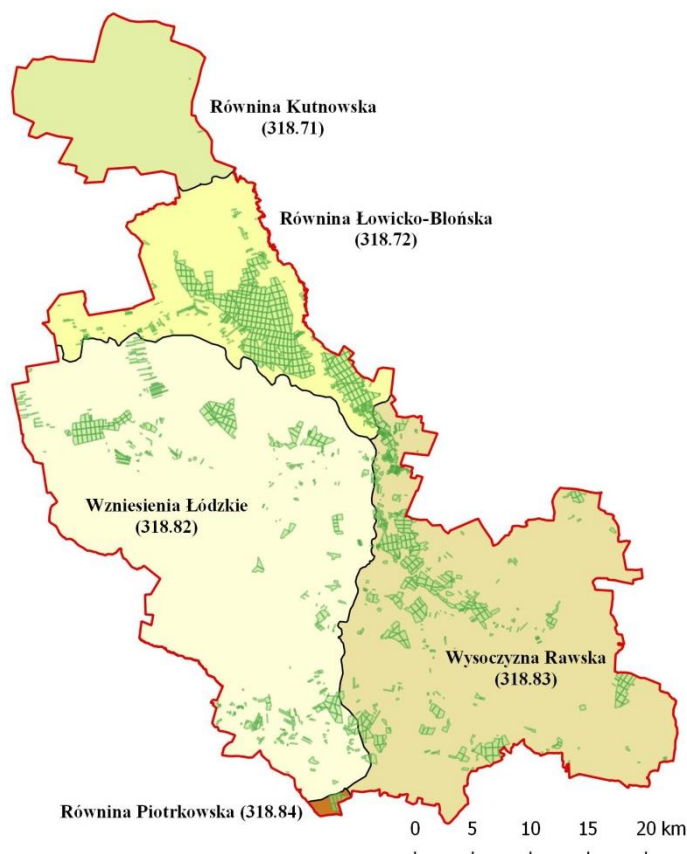 Równina Kutnowska
(318.71)
Równina Łowicko-Błońska
(318.72)
Wzniesienia Łódzkie
(318.82)
Wysoczyzna Rawska
(318.83)
Równina Piotrkowska (318.84)
0 5 10 15 20 km